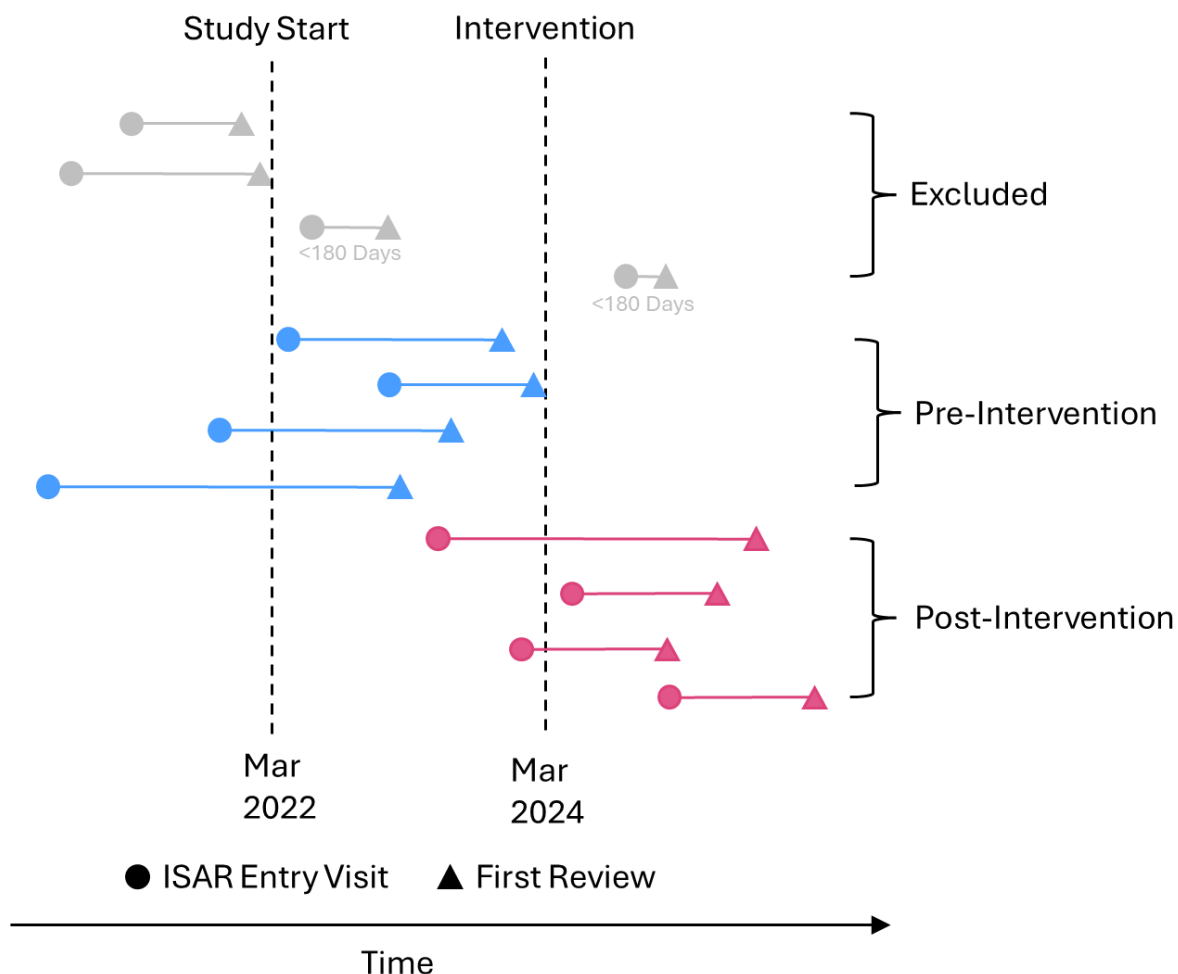 Study Start
Intervention
Excluded
<180 Days
<180 Days
Pre-Intervention
Post-Intervention
Mar
2022
Mar
2024
ISAR Entry Visit
First Review
Time